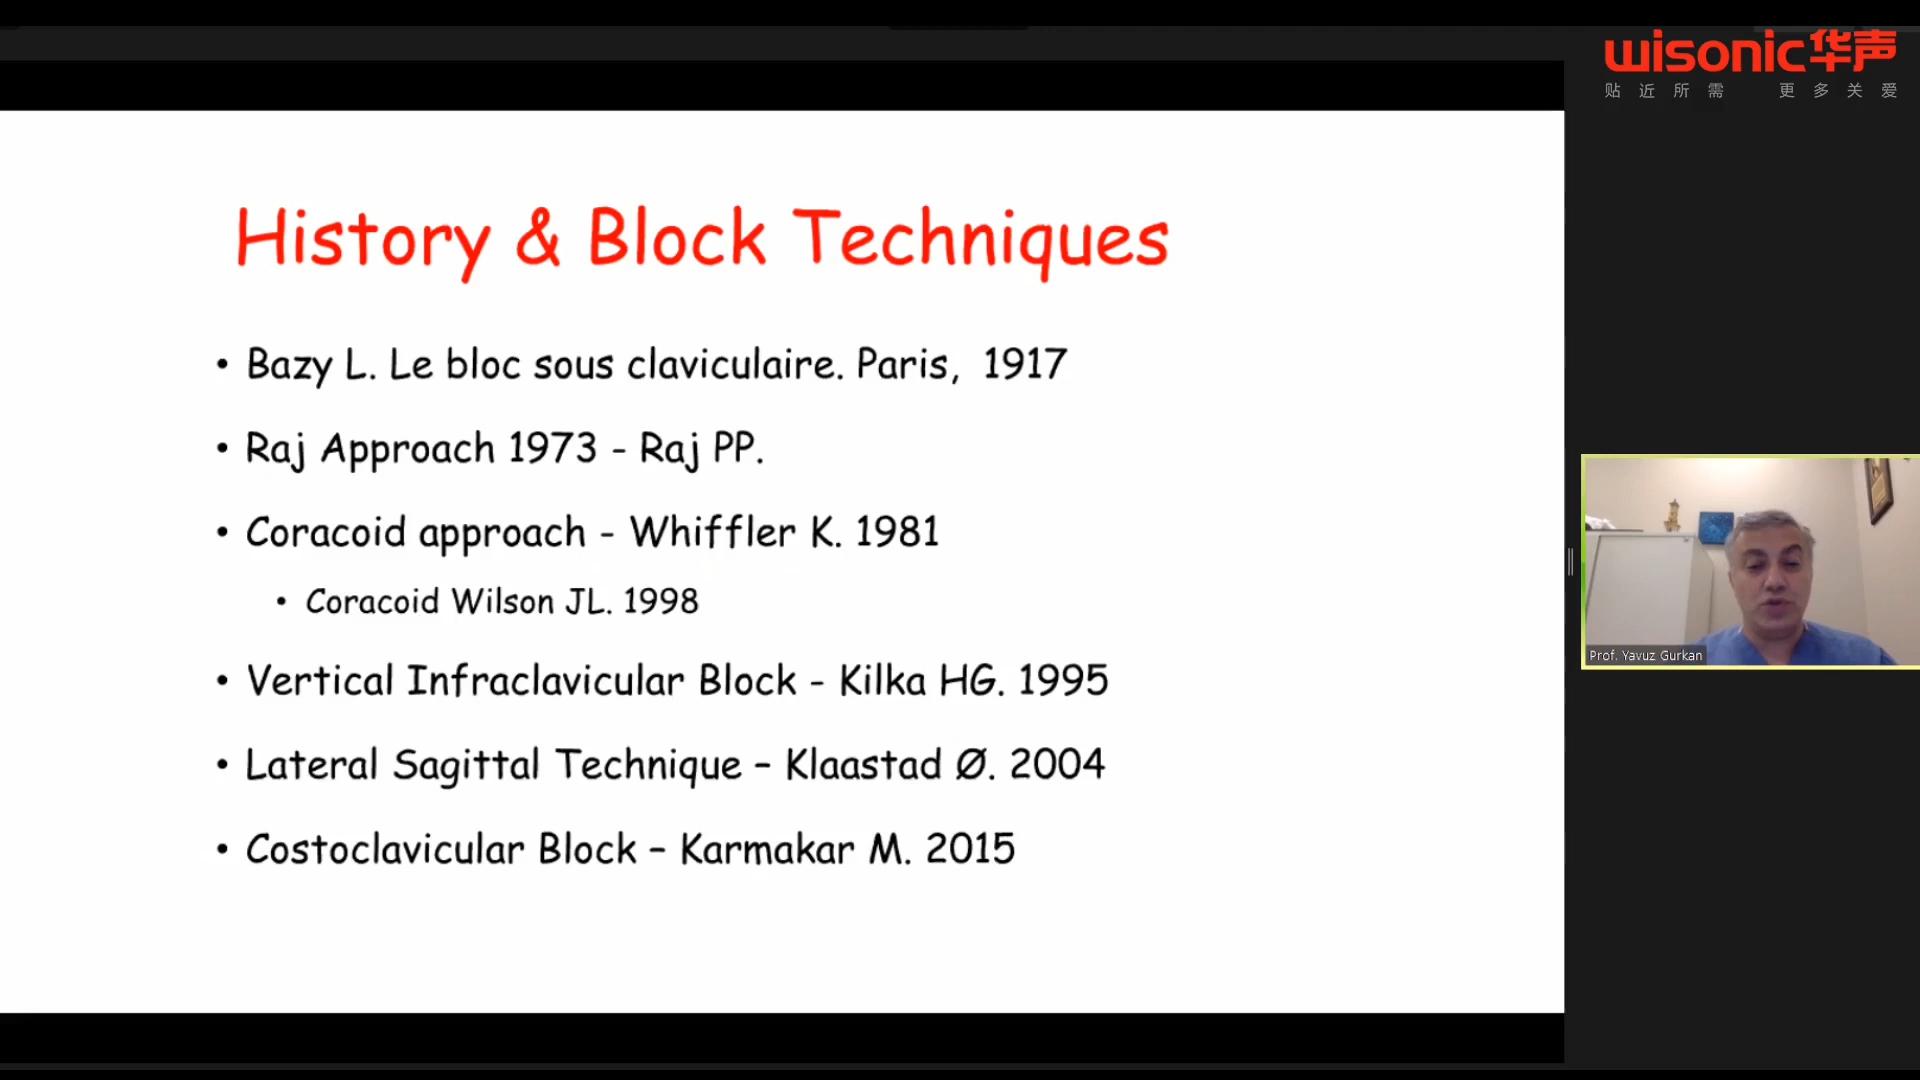 wisonic华声
贴近所需 更多关爱
History & Block Techniques
• Bazy L. Le bloc sous claviculaire. Paris, 1917
• Raj Approach 1973 - Raj PP.
• Coracoid approach - Whiffler K. 1981
• Coracoid Wilson JL. 1998
• Vertical Infraclavicular Block - Kilka HG. 1995
• Lateral Sagittal Technique – Klaastad Ø. 2004
• Costoclavicular Block – Karmakar M. 2015
Prof. Yavuz Gurkan